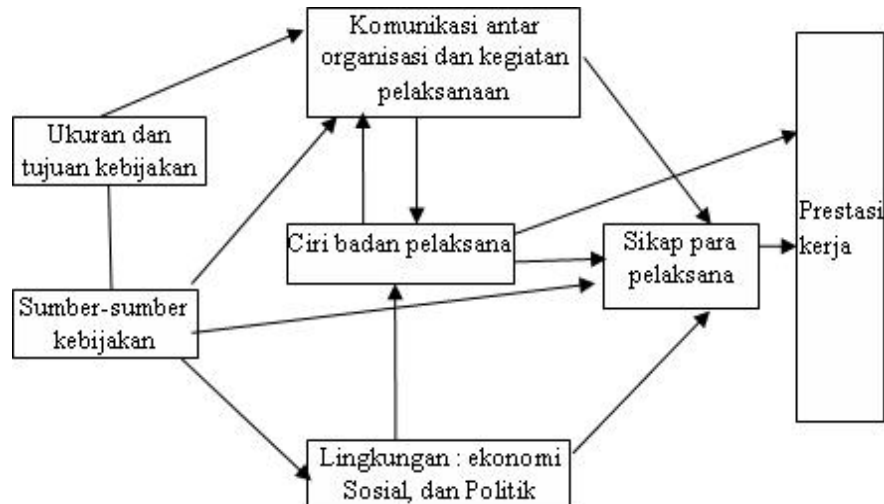 Komunikasi antar
organisasi dan kegiatan
pelaksanaan
Ukuran dan
tujuan kebijakan
Ciri badan pelaksana
Sikap para
pelaksana
Prestasi
kerja
Sumber-sumber
kebijakan
Lingkungan : ekonomi
Sosial, dan Politik